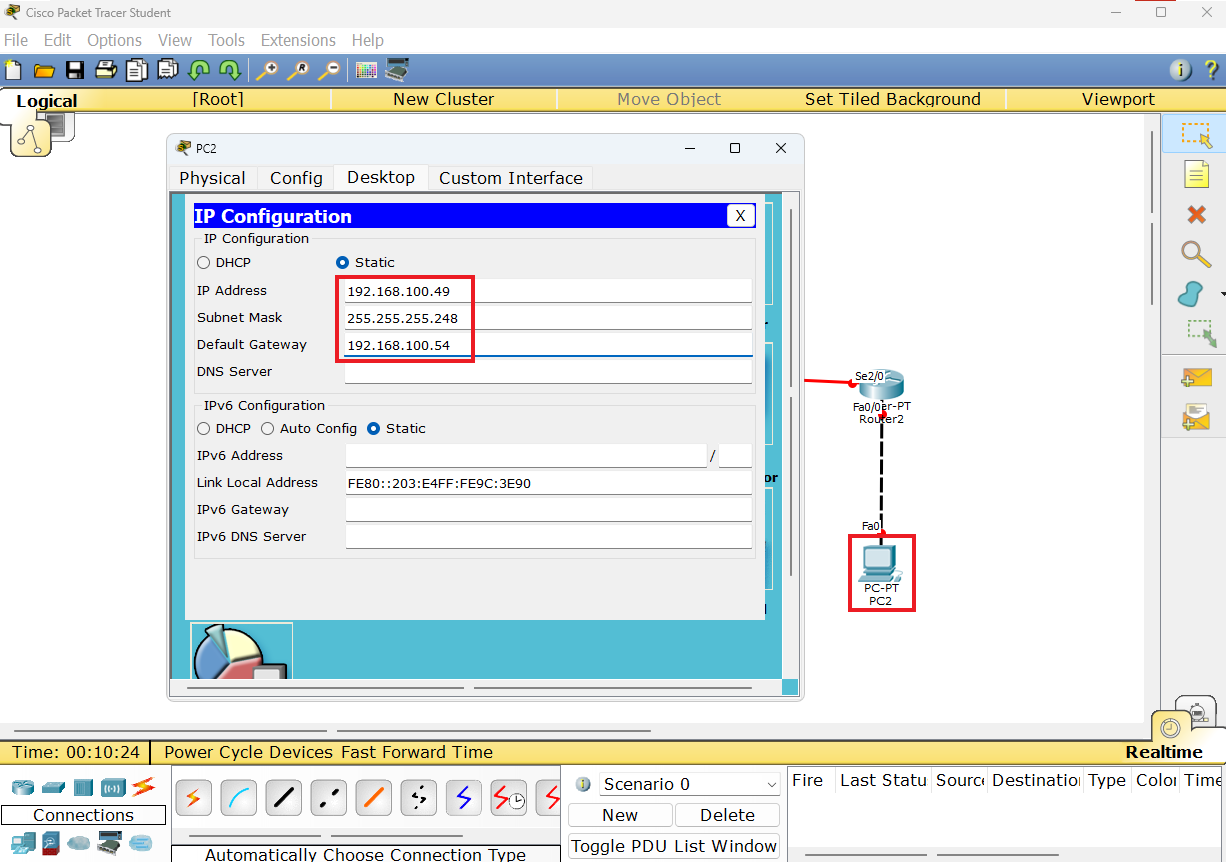 Cisco Packet Tracer Student
File Edit Options View Tools Extensions Help
Logical [Root] New Cluster Move Object Set Tiled Background Viewport
PC2
Physical Config Desktop Custom Interface
IP Configuration X
IP Configuration
DHCP Static
IP Address 192.168.100.49
Subnet Mask 255.255.255.248
Default Gateway 192.168.100.54
DNS Server
IPv6 Configuration
DHCP Auto Config Static
IPv6 Address /
Link Local Address FE80::203:E4FF:FE9C:3E90
IPv6 Gateway
IPv6 DNS Server
or
Se2/0
Fa0/0er-PT
Router2
Fa0
PC-PT
PC2
Time: 00:10:24 Power Cycle Devices Fast Forward Time Realtime
Connections
Automatically Choose Connection Type
Scenario 0
New Delete
Toggle PDU List Window
Fire Last Statu Source Destination Type Color Time